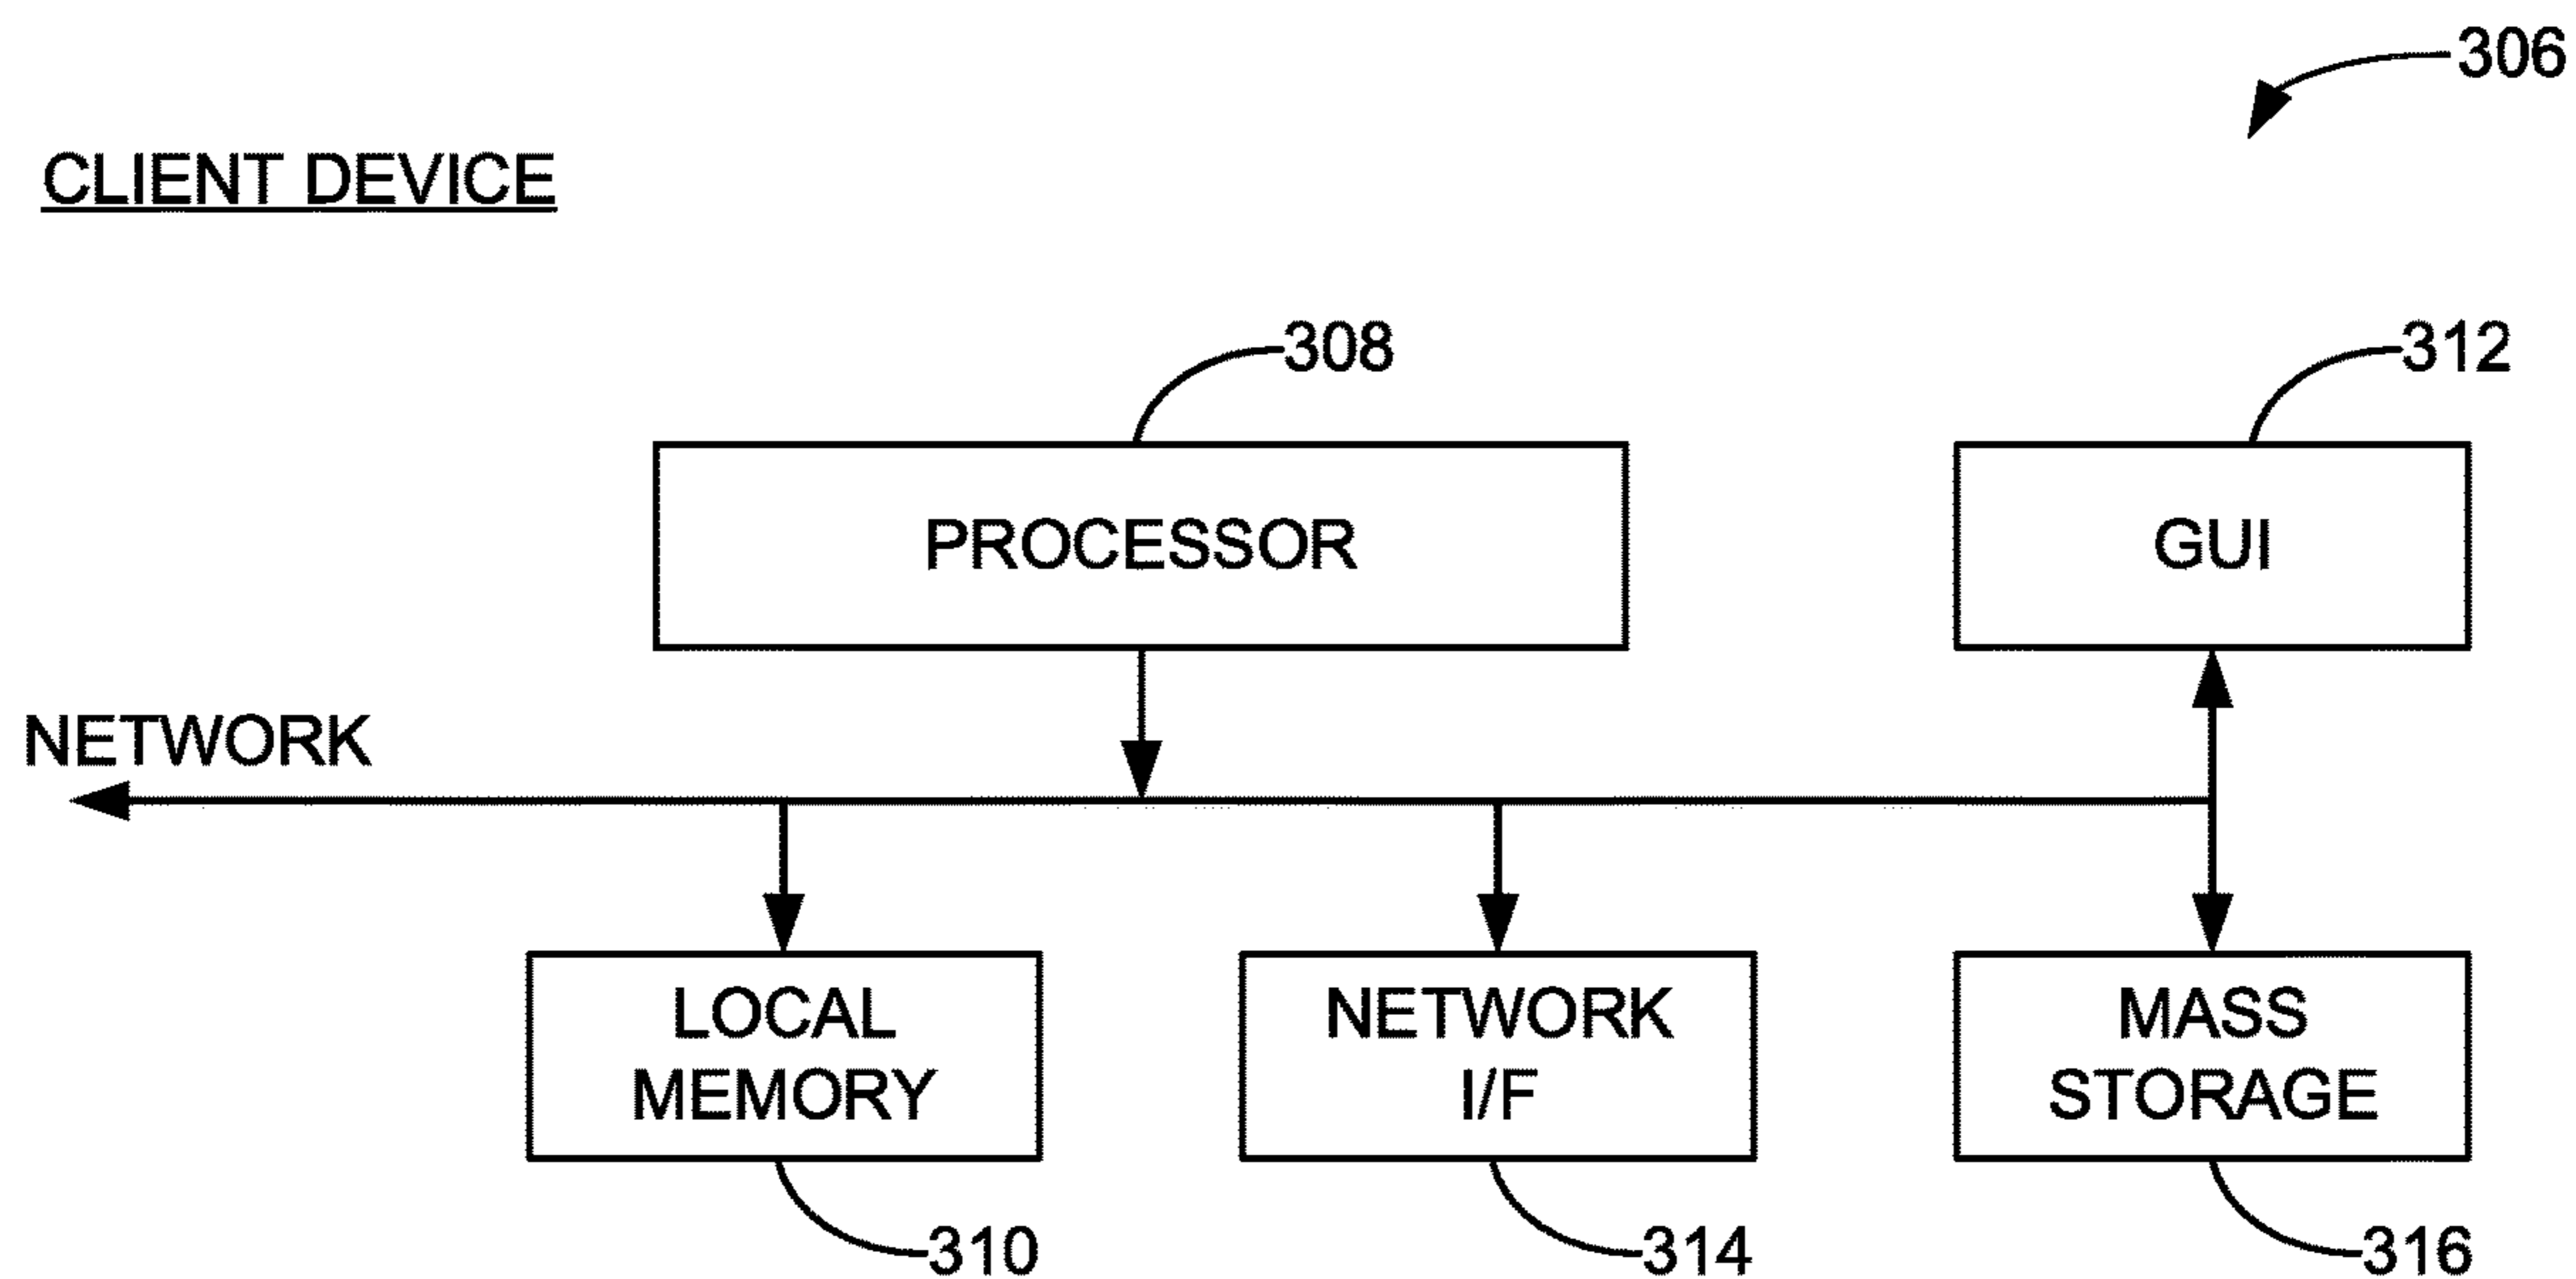 306
CLIENT DEVICE
308
312
PROCESSOR
GUI
NETWORK
LOCAL
MEMORY
NETWORK
I/F
MASS
STORAGE
310
314
316